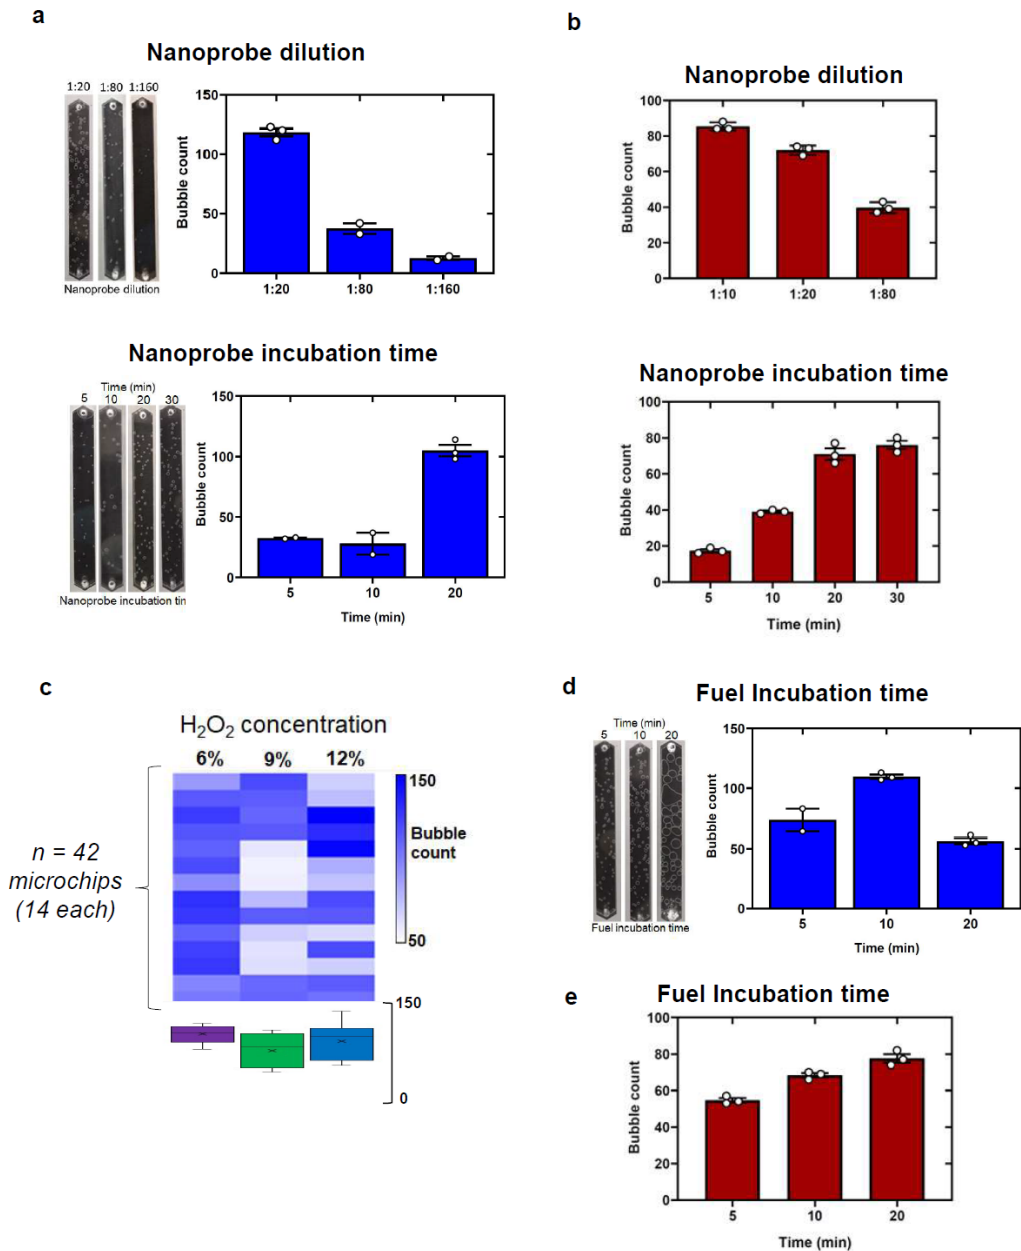 a
Nanoprobe dilution
1:20 1:80 1:160
Nanoprobe dilution
Bubble count
150
100
50
0
1:20 1:80 1:160
b
Nanoprobe dilution
Bubble count
100
80
60
40
20
0
1:10 1:20 1:80
Nanoprobe incubation time
Time (min)
5 10 20 30
Nanoprobe incubation tin
Bubble count
150
100
50
0
5 10 20
Time (min)
Nanoprobe incubation time
Bubble count
100
80
60
40
20
0
5 10 20 30
Time (min)
c
H₂O₂ concentration
6% 9% 12%
n = 42
microchips
(14 each)
150
Bubble
count
50
150
0
d
Fuel Incubation time
Time (min)
5 10 20
Fuel incubation time
Bubble count
150
100
50
0
5 10 20
Time (min)
e
Fuel Incubation time
Bubble count
100
80
60
40
20
0
5 10 20
Time (min)